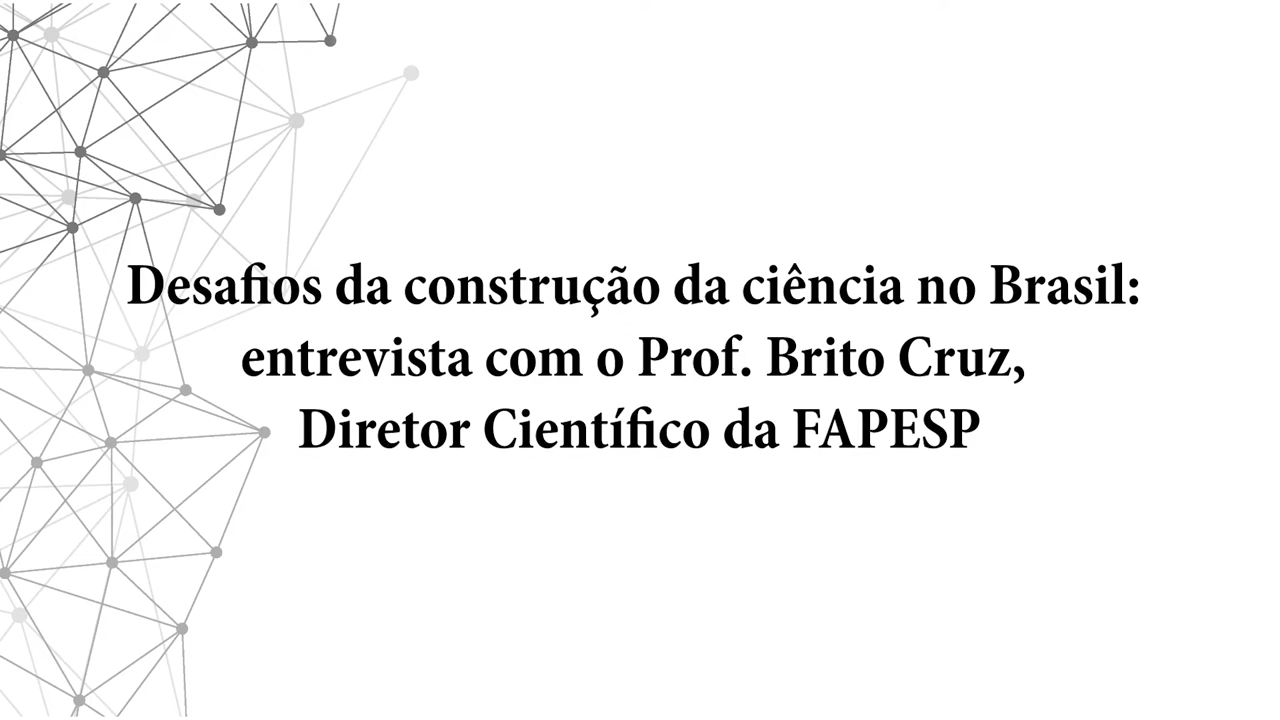 Desafios da construção da ciência no Brasil:
entrevista com o Prof. Brito Cruz,
Diretor Científico da FAPESP